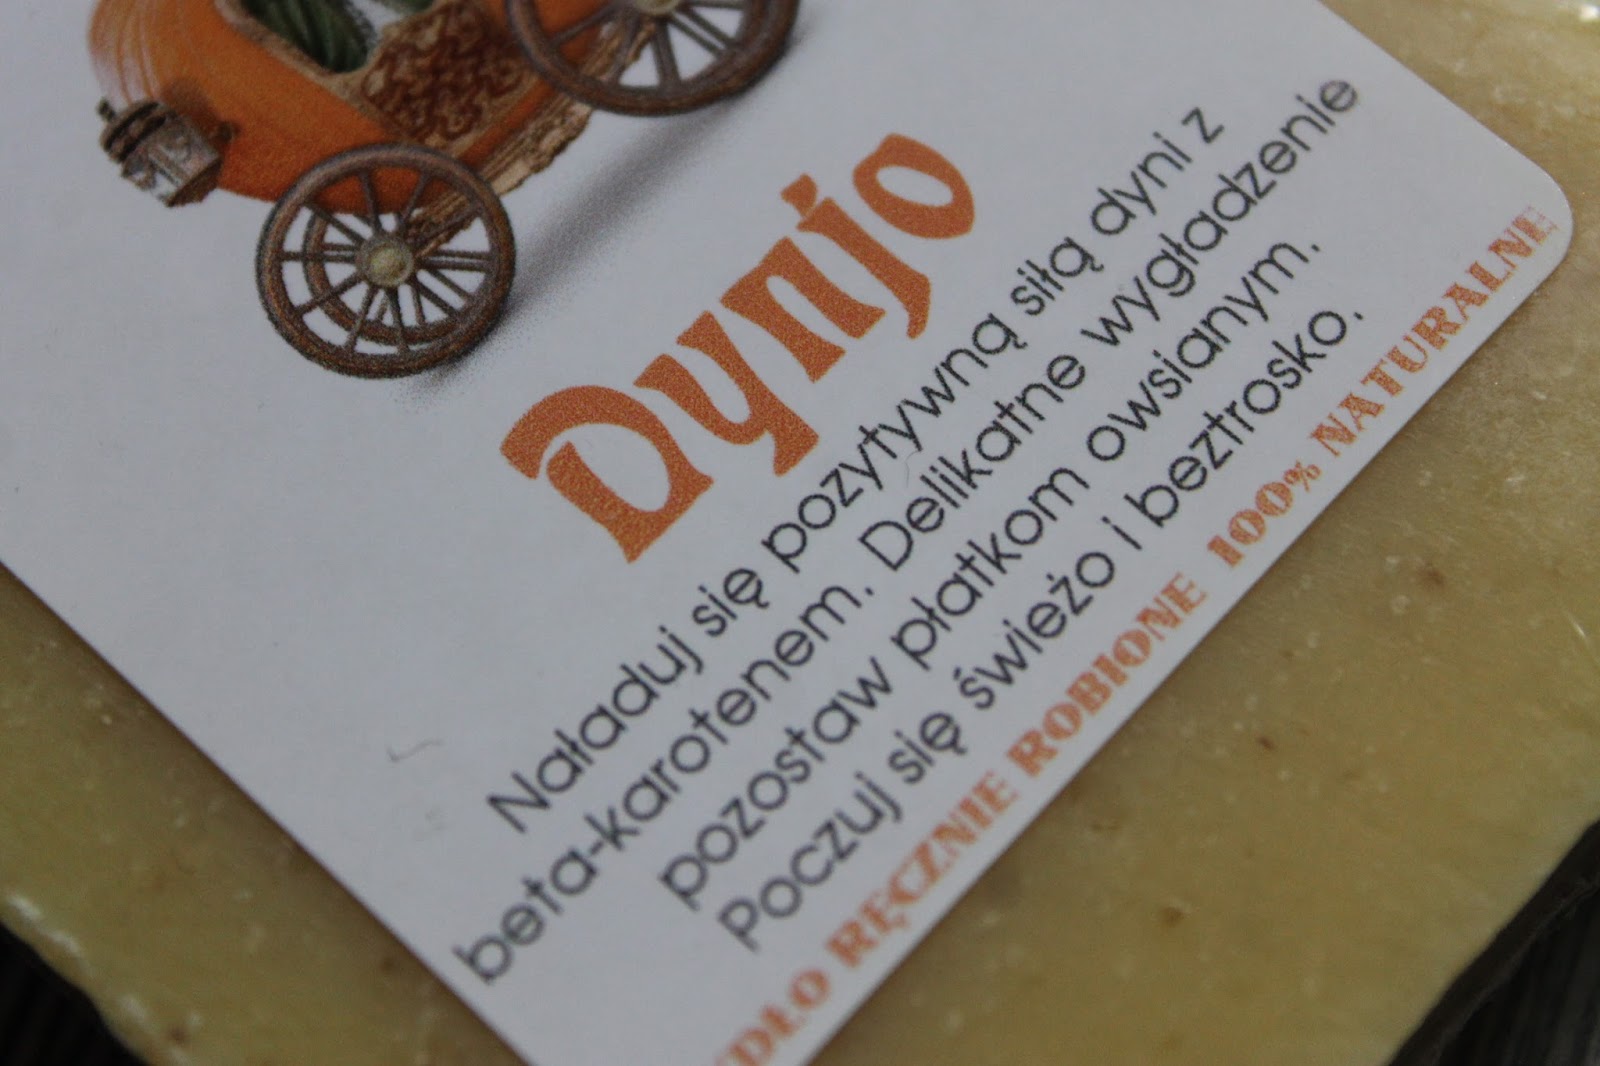 Dynjo
Naładuj się pozytywną siłą dyni z
beta-karotenem. Delikatne wygładzenie
pozostaw płatkom owsianym.
Poczuj się świeżo i beztrosko.
RĘCZNIE ROBIONE 100% NATURALNE